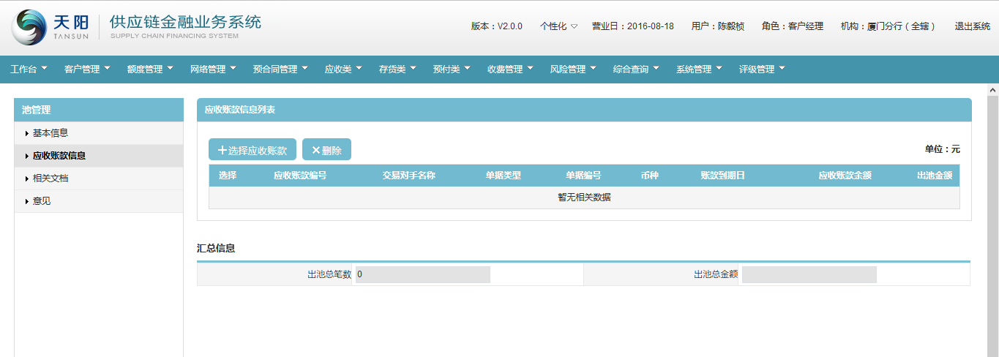 天阳
TANSUN
供应链金融业务系统
SUPPLY CHAIN FINANCING SYSTEM
版本：V2.0.0 个性化 营业日：2016-08-18 用户：陈毅桢 角色：客户经理 机构：厦门分行（全辖） 退出系统
工作台 客户管理 额度管理 网络管理 预合同管理 应收类 存货类 预付类 收费管理 风险管理 综合查询 系统管理 评级管理
池管理
基本信息
应收账款信息
相关文档
意见
应收账款信息列表
选择应收账款 删除 单位：元
选择 应收账款编号 交易对手名称 单据类型 单据编号 币种 账款到期日 应收账款余额 出池金额
暂无相关数据
汇总信息
出池总笔数 0 出池总金额